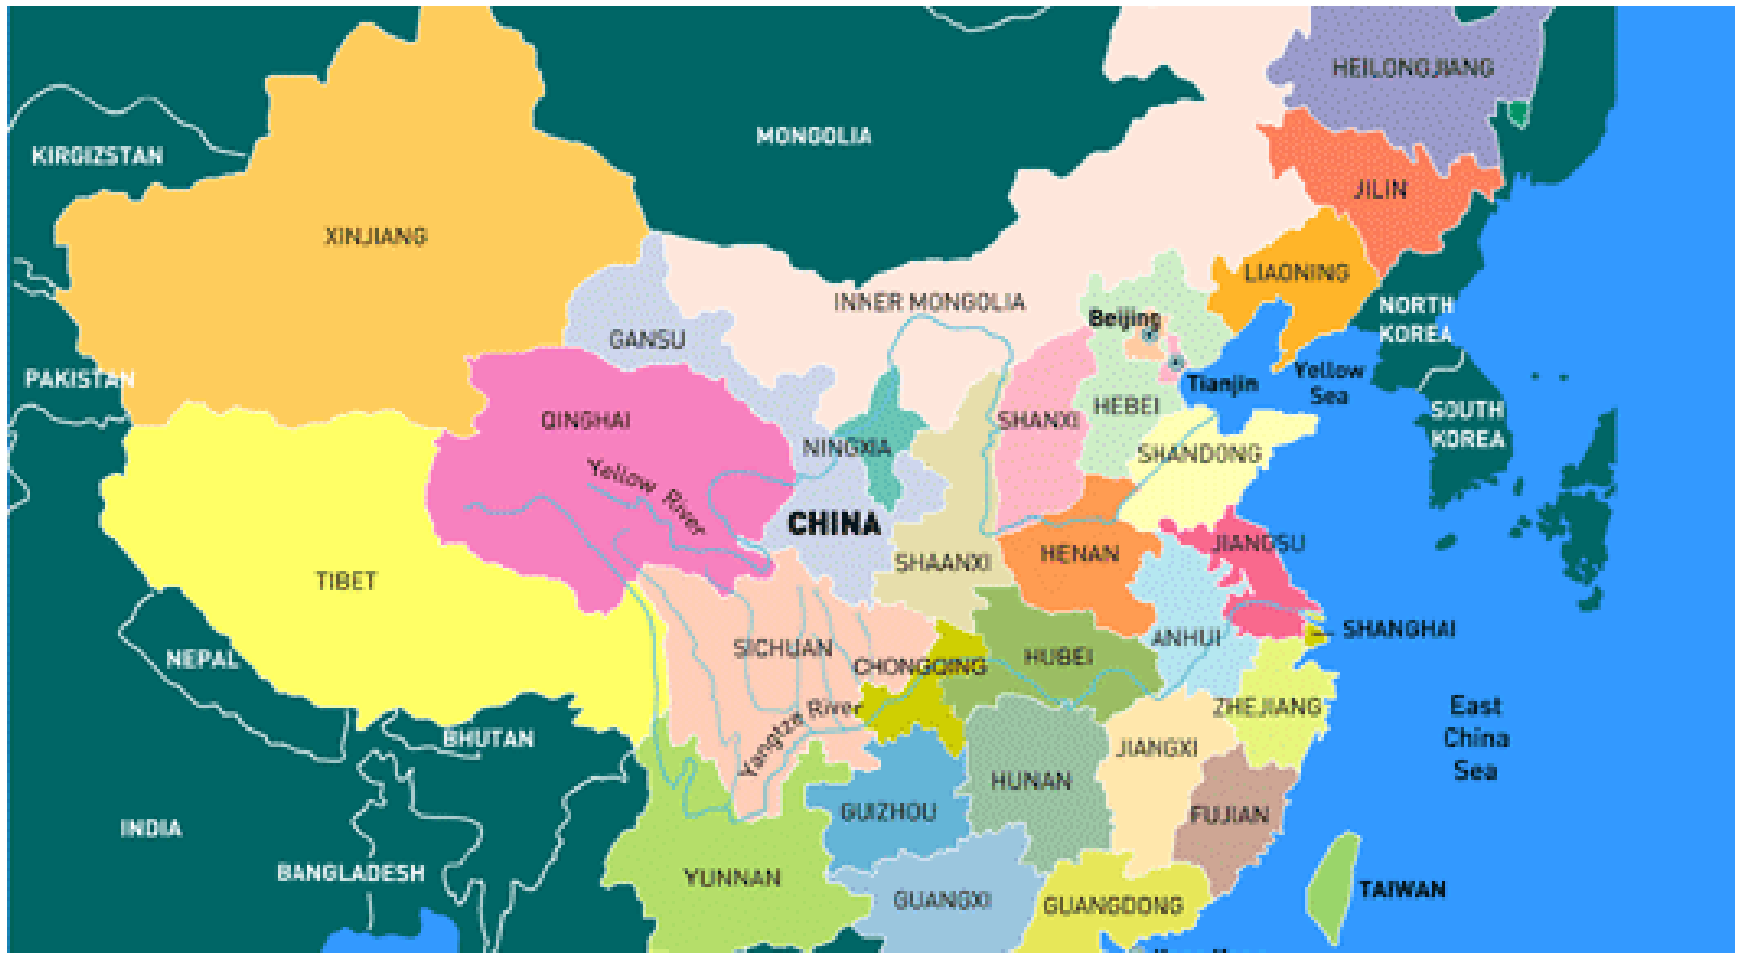 HEILONGJIANG
MONGOLIA
KIRGIZSTAN
JILIN
XINJIANG
LIAONING
INNER MONGOLIA
NORTH
KOREA
Beijing
GANSU
Yellow
Sea
PAKISTAN
Tianjin
HEBEI
SOUTH
KOREA
QINGHAI
SHANXI
NINGXIA
SHANDONG
Yellow River
CHINA
JIANGSU
HENAN
SHAANXI
TIBET
SHANGHAI
ANHUI
SICHUAN
HUBEI
NEPAL
CHONGQING
ZHEJIANG
East
China
Sea
Yangtze River
BHUTAN
JIANGXI
HUNAN
GUIZHOU
FUJIAN
INDIA
BANGLADESH
YUNNAN
TAIWAN
GUANGXI
GUANGDONG